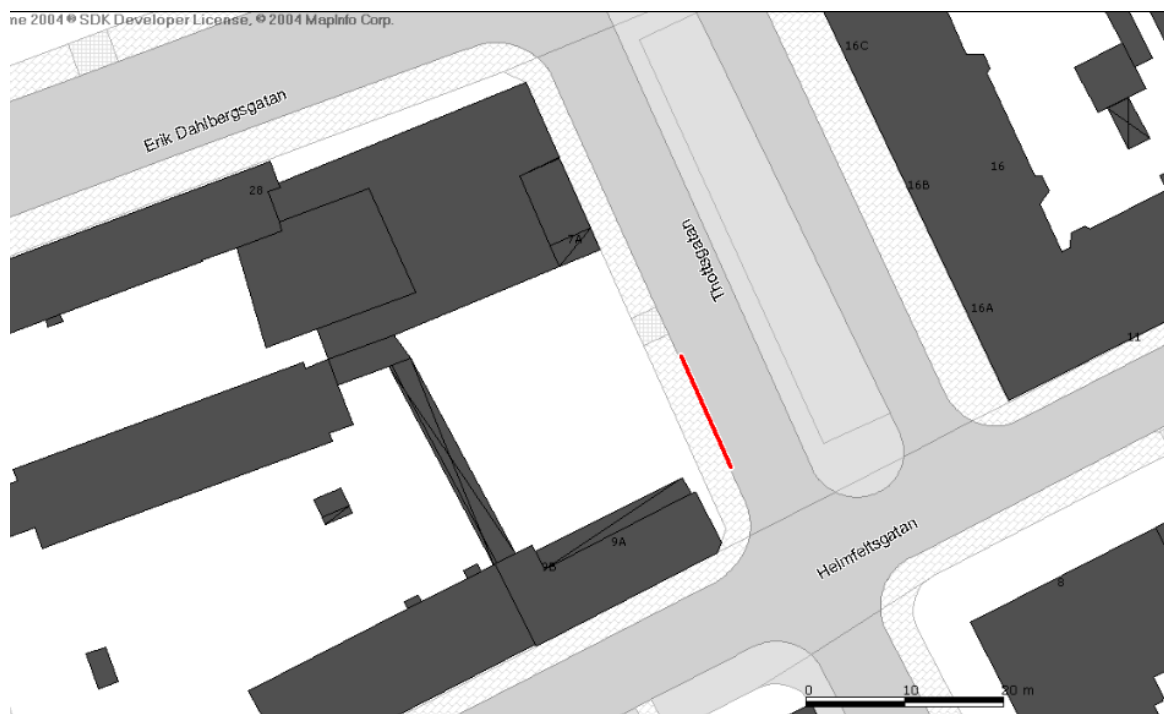 ne 2004 ® SDK Developer License, © 2004 MapInfo Corp.
16C
Erik Dahlbergsgatan
16
28
16B
Thottsgatan
7A
16A
11
9A
9B
Helmfeltsgatan
8
0 10 20 m